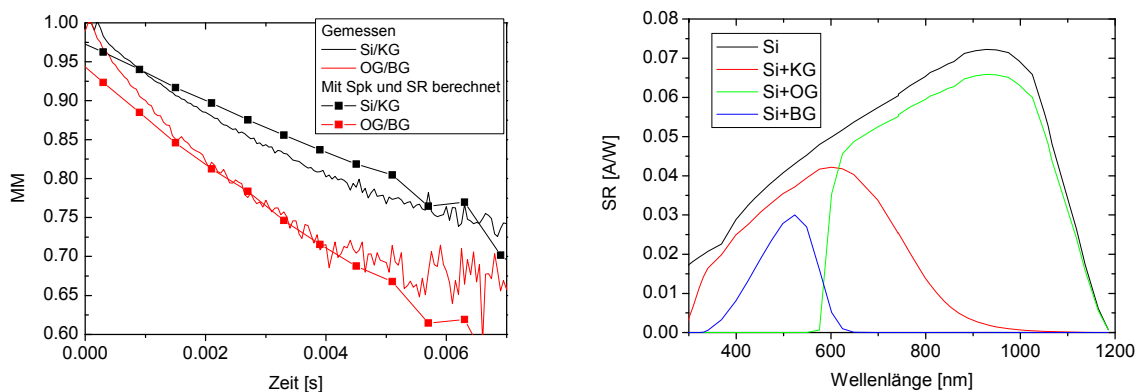 1.00
0.95
0.90
0.85
0.80
0.75
0.70
0.65
0.60
MM
0.000
0.002
0.004
0.006
Zeit [s]
Gemessen
Si/KG
OG/BG
Mit Spk und SR berechnet
Si/KG
OG/BG
0.08
0.07
0.06
0.05
0.04
0.03
0.02
0.01
0.00
SR [A/W]
400
600
800
1000
1200
Wellenlänge [nm]
Si
Si+KG
Si+OG
Si+BG